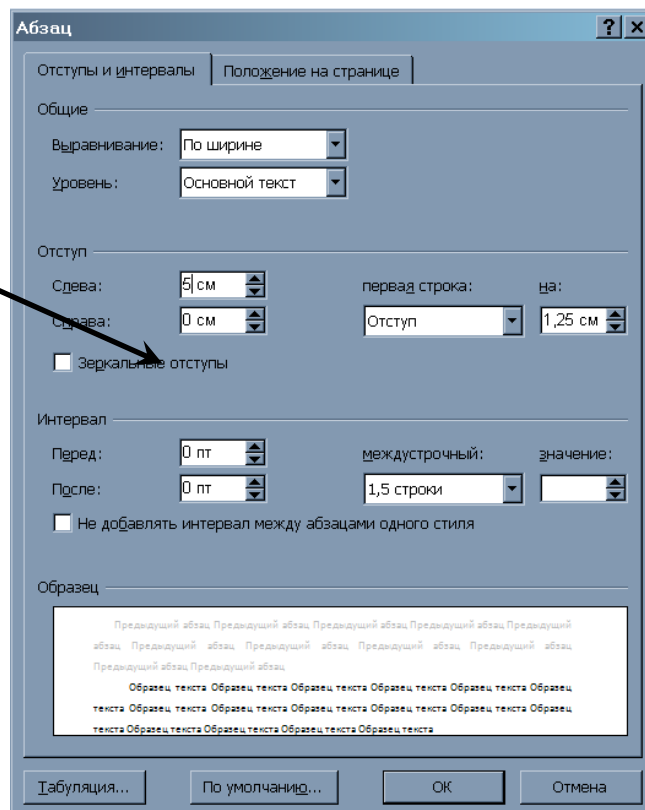 Абзац
Отступы и интервалы Положение на странице
Общие
Выравнивание: По ширине
Уровень: Основной текст
Отступ
Слева: 5 см первая строка: на:
Справа: 0 см Отступ 1,25 см
Зеркальные отступы
Интервал
Перед: 0 пт междустрочный: значение:
После: 0 пт 1,5 строки
Не добавлять интервал между абзацами одного стиля
Образец
Предыдущий абзац Предыдущий абзац Предыдущий абзац Предыдущий абзац Предыдущий
абзац Предыдущий абзац Предыдущий абзац Предыдущий абзац Предыдущий абзац
Предыдущий абзац Предыдущий абзац
Образец текста Образец текста Образец текста Образец текста Образец текста Образец
текста Образец текста Образец текста Образец текста Образец текста Образец текста Образец
текста Образец текста Образец текста Образец текста Образец текста
Табуляция... По умолчанию... ОК Отмена